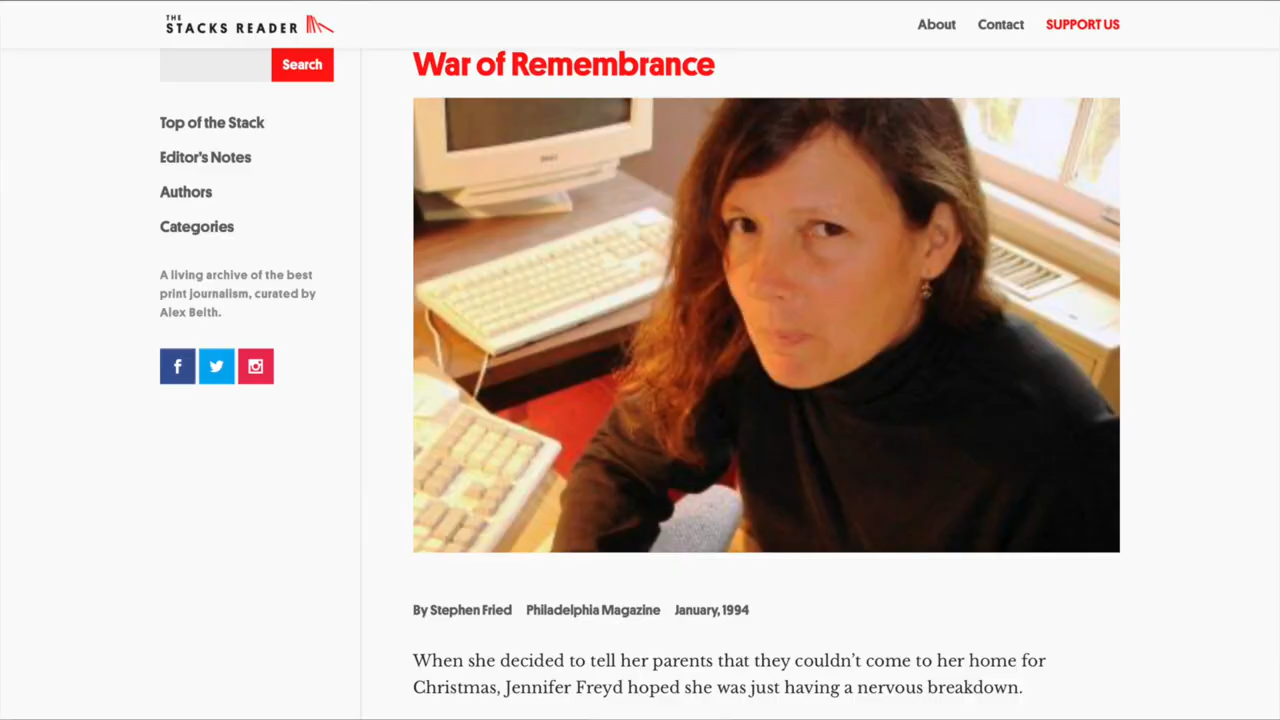 THE
STACKS READER
About Contact SUPPORT US
Search
War of Remembrance
Top of the Stack
Editor's Notes
Authors
Categories
A living archive of the best
print journalism, curated by
Alex Belth.
DELL
By Stephen Fried Philadelphia Magazine January, 1994
When she decided to tell her parents that they couldn't come to her home for
Christmas, Jennifer Freyd hoped she was just having a nervous breakdown.